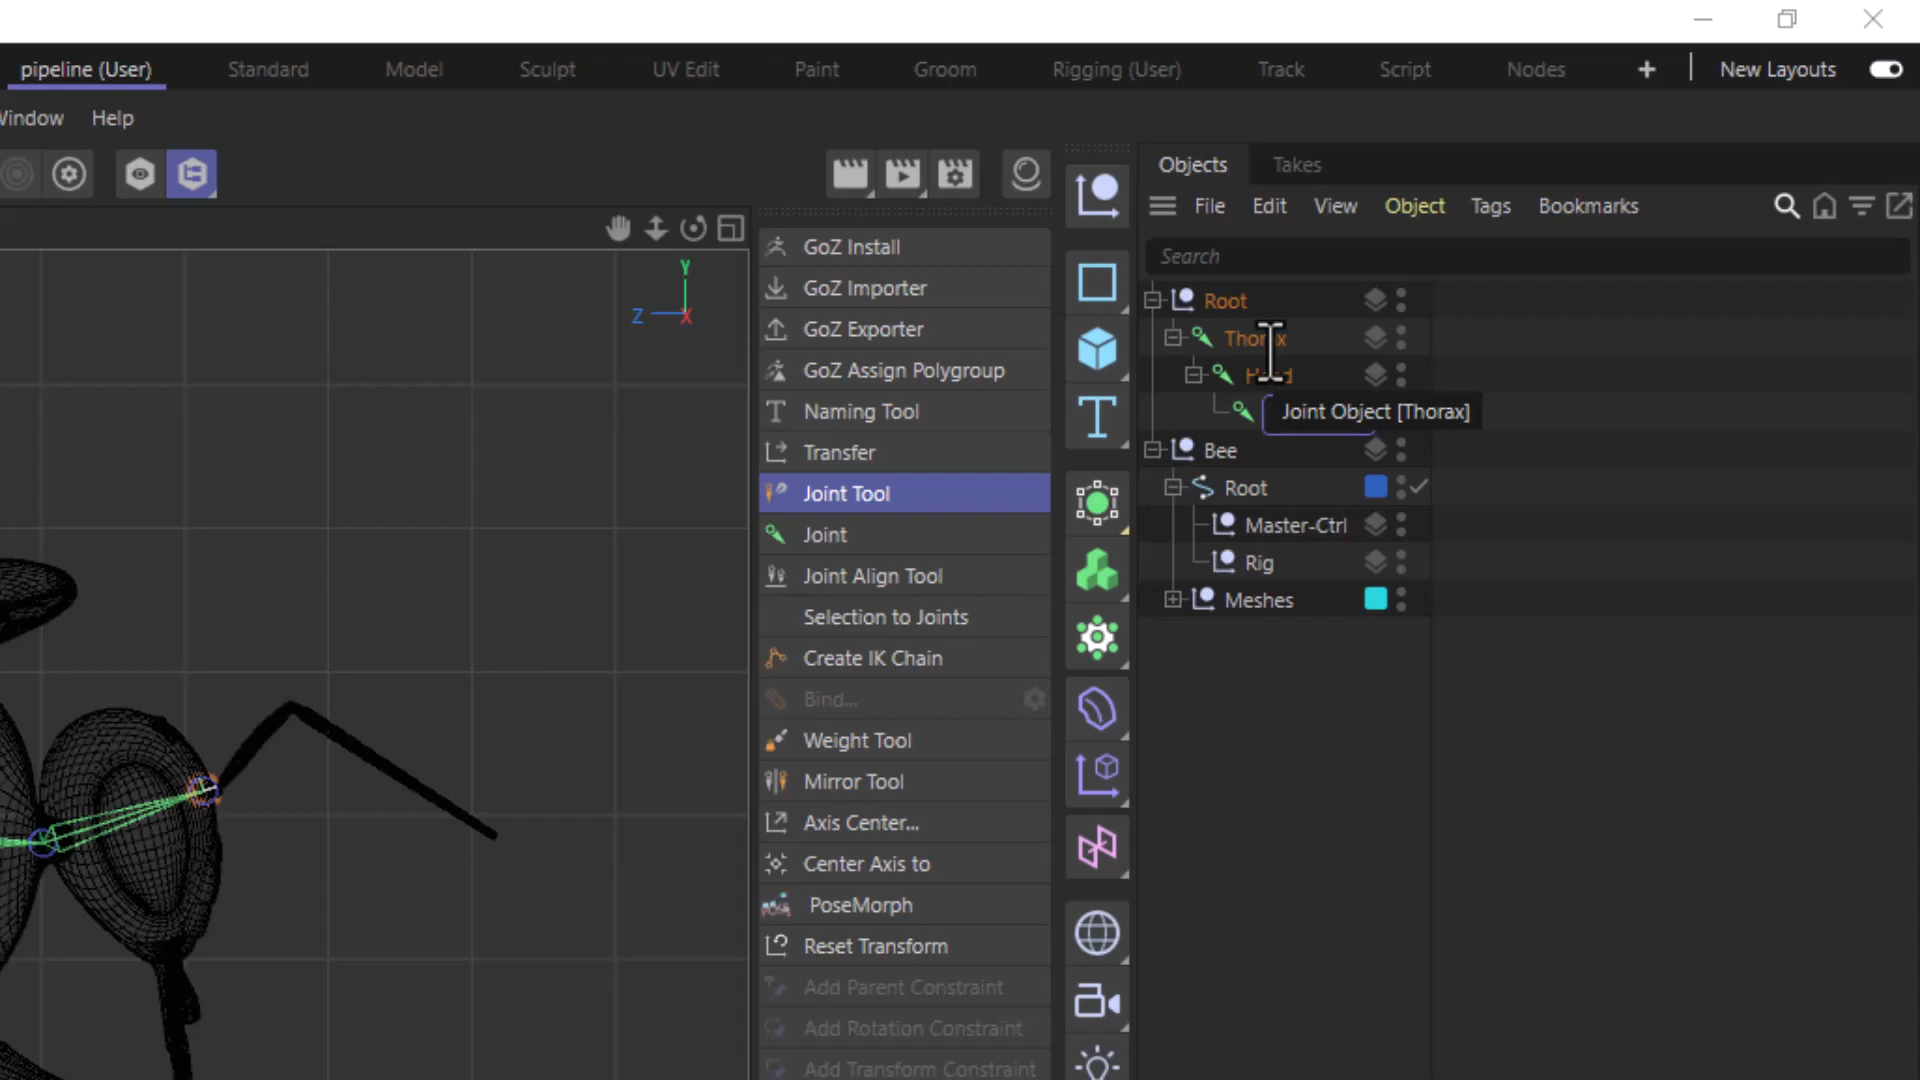 pipeline (User) Standard Model Sculpt UV Edit Paint Groom Rigging (User) Track Script Nodes + New Layouts
Window Help
Objects Takes
File Edit View Object Tags Bookmarks
Search
Y
Z X
GoZ Install
GoZ Importer
GoZ Exporter
GoZ Assign Polygroup
Naming Tool
Transfer
Joint Tool
Joint
Joint Align Tool
Selection to Joints
Create IK Chain
Bind...
Weight Tool
Mirror Tool
Axis Center...
Center Axis to
PoseMorph
Reset Transform
Add Parent Constraint
Add Rotation Constraint
Add Transform Constraint
Root
Thorax
Head
Joint Object [Thorax]
Bee
Root
Master-Ctrl
Rig
Meshes